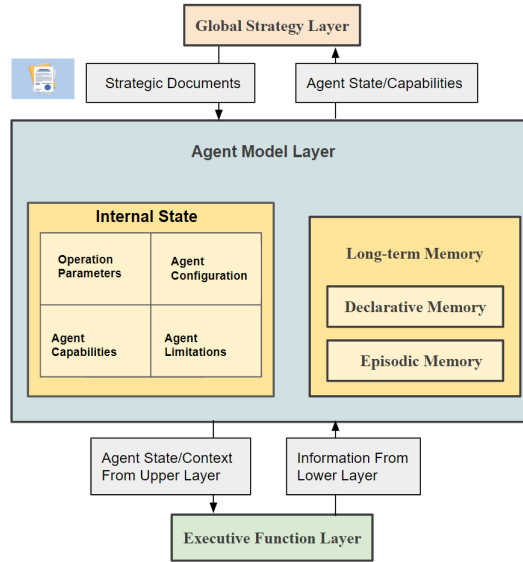 Global Strategy Layer
Strategic Documents
Agent State/Capabilities
Agent Model Layer
Internal State
Operation
Parameters
Agent
Configuration
Agent
Capabilities
Agent
Limitations
Long-term Memory
Declarative Memory
Episodic Memory
Agent State/Context
From Upper Layer
Information From
Lower Layer
Executive Function Layer